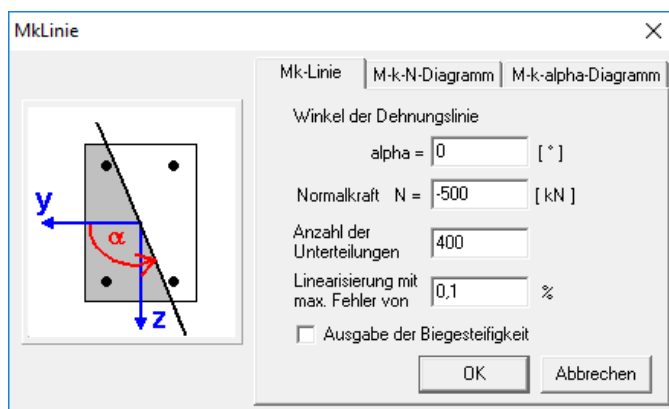 MkLinie
Mk-Linie M-k-N-Diagramm M-k-alpha-Diagramm
Winkel der Dehnungslinie
alpha = 0 [ ° ]
Normalkraft N = -500 [ kN ]
Anzahl der
Unterteilungen 400
Linearisierung mit
max. Fehler von 0,1 %
Ausgabe der Biegesteifigkeit
OK Abbrechen
y
α
z